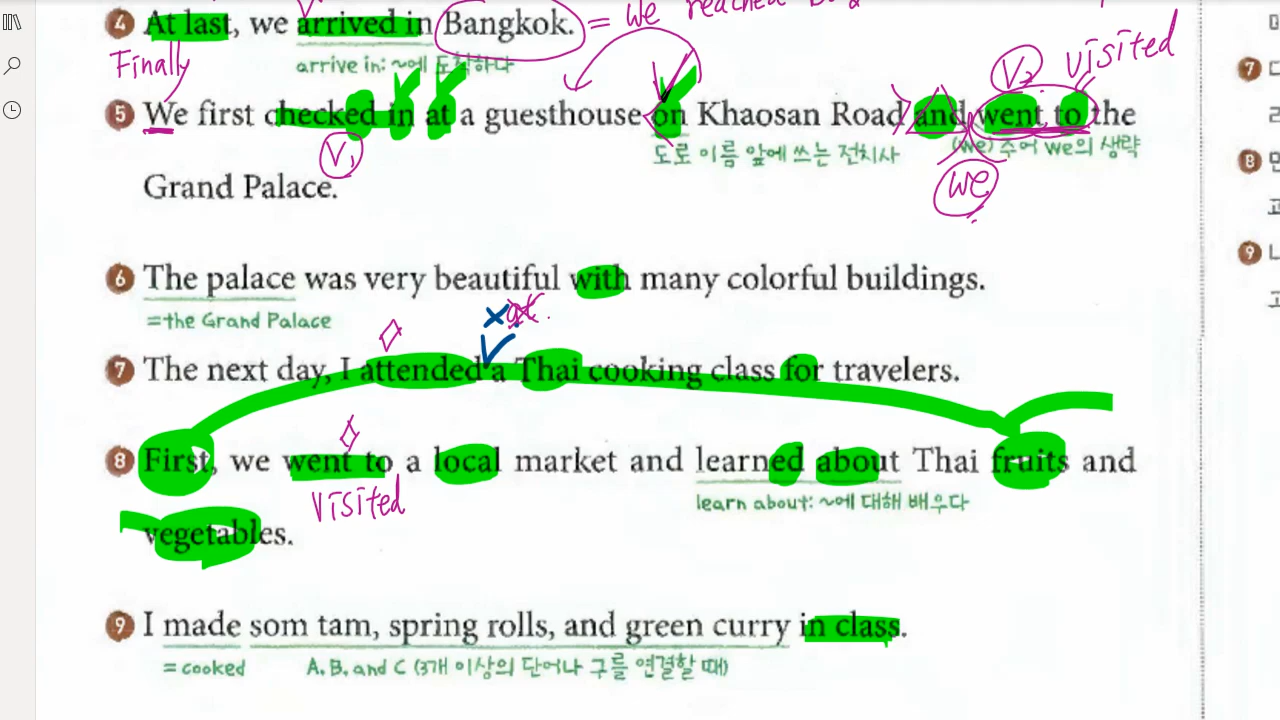 ④ At last, we arrived in Bangkok. = we reached
Finally
arrive in: ~에 도착하다
visited
V₂
⑤ We first checked in at a guesthouse on Khaosan Road and went to the
V₁
도로 이름 앞에 쓰는 전치사
(we) 주어 we의 생략
we
Grand Palace.
⑥ The palace was very beautiful with many colorful buildings.
=the Grand Palace
at
⑦ The next day, I attended a Thai cooking class for travelers.
⑧ First, we went to a local market and learned about Thai fruits and
visited
learn about: ~에 대해 배우다
vegetables.
⑨ I made som tam, spring rolls, and green curry in class.
= cooked
A, B, and C (3개 이상의 단어나 구를 연결할 때)
⑦
⑧
⑨